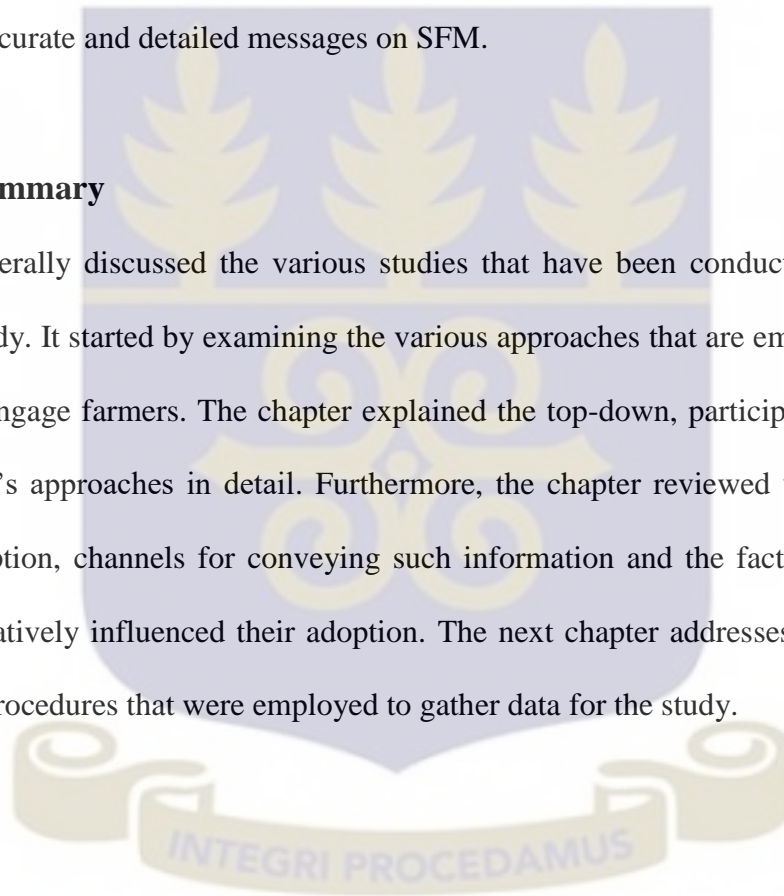 curate and detailed messages on SFM.
mmary
erally discussed the various studies that have been conduc
dy. It started by examining the various approaches that are em
ngage farmers. The chapter explained the top-down, particip
's approaches in detail. Furthermore, the chapter reviewed
ption, channels for conveying such information and the fact
atively influenced their adoption. The next chapter addresses
rocedures that were employed to gather data for the study.
INTEGRI PROCEDAMUS